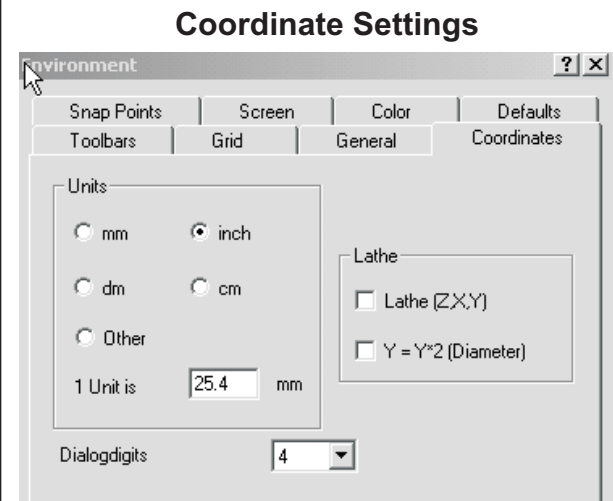 Coordinate Settings
Environment
? X
Snap Points Screen Color Defaults
Toolbars Grid General Coordinates
Units
mm inch
dm cm
Other
1 Unit is 25.4 mm
Lathe
Lathe (Z,X,Y)
Y = Y*2 (Diameter)
Dialogdigits 4